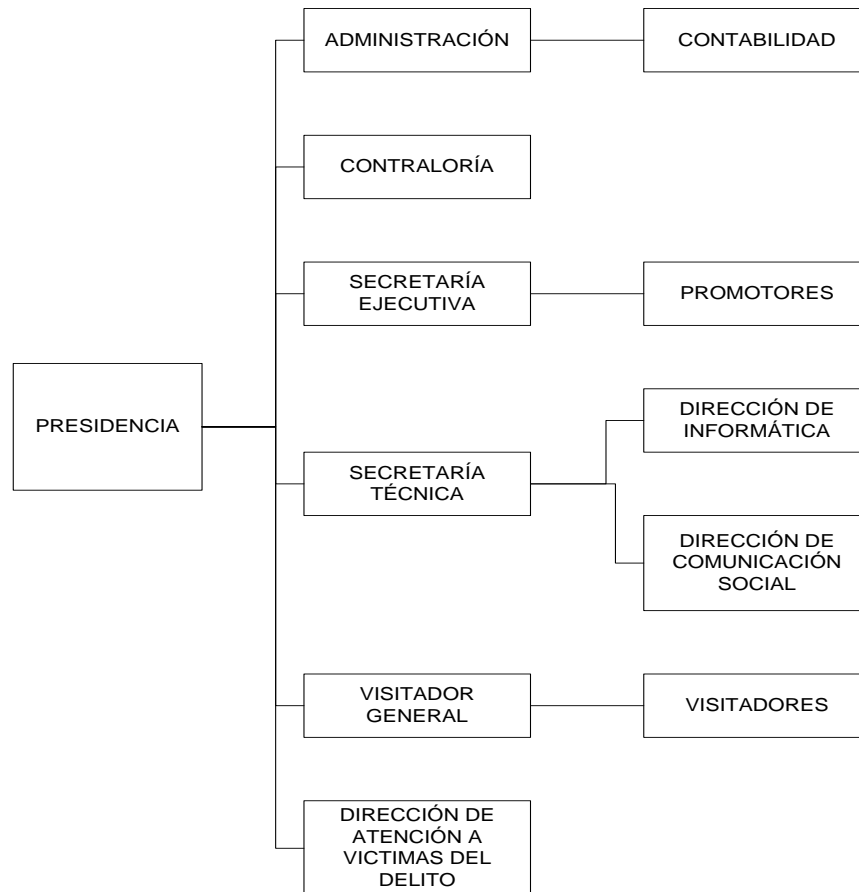 ADMINISTRACIÓN
CONTABILIDAD
CONTRALORÍA
SECRETARÍA
EJECUTIVA
PROMOTORES
PRESIDENCIA
SECRETARÍA
TÉCNICA
DIRECCIÓN DE
INFORMÁTICA
DIRECCIÓN DE
COMUNICACIÓN
SOCIAL
VISITADOR
GENERAL
VISITADORES
DIRECCIÓN DE
ATENCIÓN A
VICTIMAS DEL
DELITO